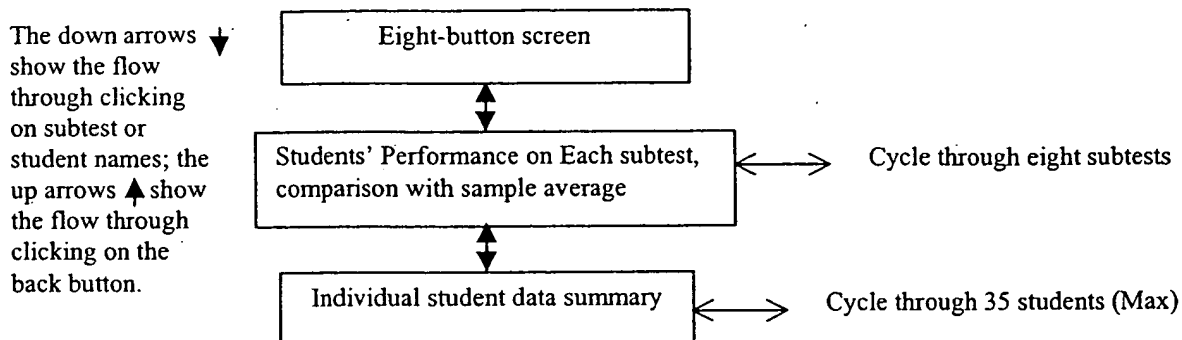 The down arrows
show the flow
through clicking
on subtest or
student names; the
up arrows show
the flow through
clicking on the
back button.
Eight-button screen
Students' Performance on Each subtest,
comparison with sample average
Cycle through eight subtests
Individual student data summary
Cycle through 35 students (Max)